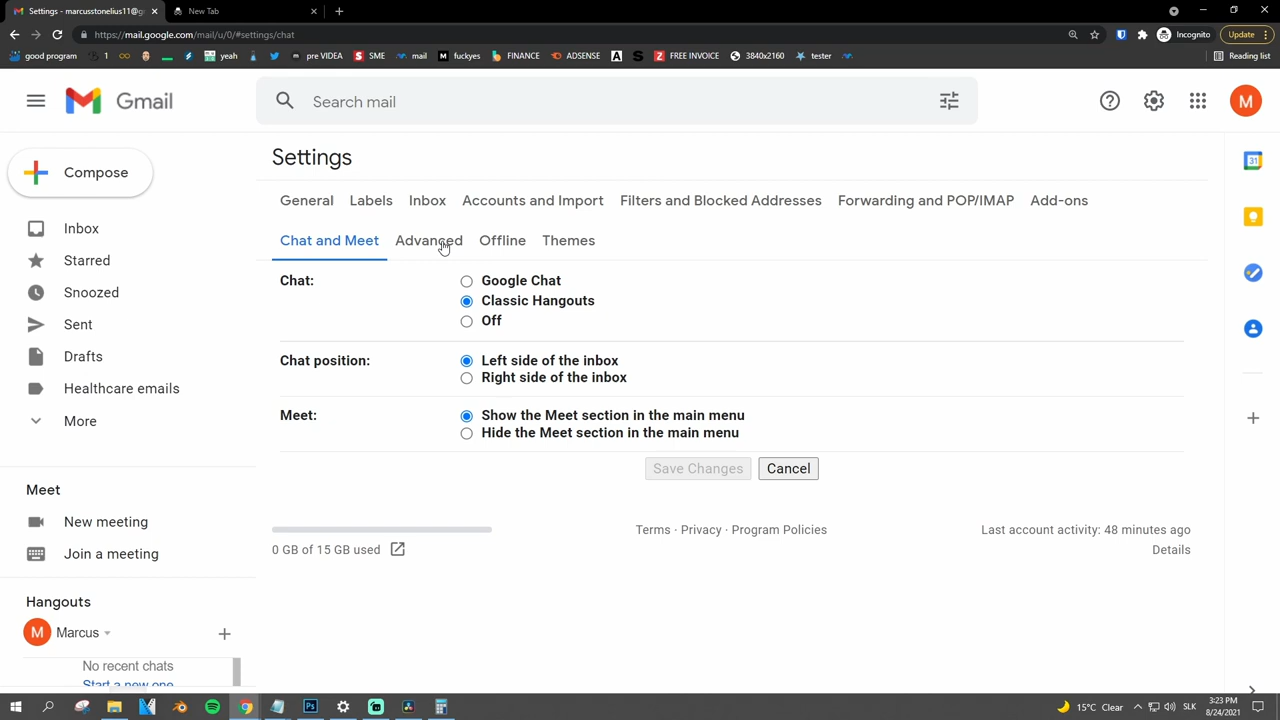 Settings - marcusstonelius11@g
New Tab
https://mail.google.com/mail/u/0/#settings/chat
Incognito
Update
good program
1
SME
yeah
pre VIDEA
SME
mail
fuckyes
FINANCE
ADSENSE
FREE INVOICE
3840x2160
tester
Reading list
Gmail
Search mail
M
Compose
Settings
General
Labels
Inbox
Accounts and Import
Filters and Blocked Addresses
Forwarding and POP/IMAP
Add-ons
Chat and Meet
Advanced
Offline
Themes
Inbox
Starred
Snoozed
Sent
Drafts
Healthcare emails
More
Chat:
Google Chat
Classic Hangouts
Off
Chat position:
Left side of the inbox
Right side of the inbox
Meet:
Show the Meet section in the main menu
Hide the Meet section in the main menu
Save Changes
Cancel
Meet
New meeting
Join a meeting
0 GB of 15 GB used
Terms · Privacy · Program Policies
Last account activity: 48 minutes ago
Details
Hangouts
M
Marcus
No recent chats
Start a new one
31
15°C Clear
SLK
3:23 PM
8/24/2021